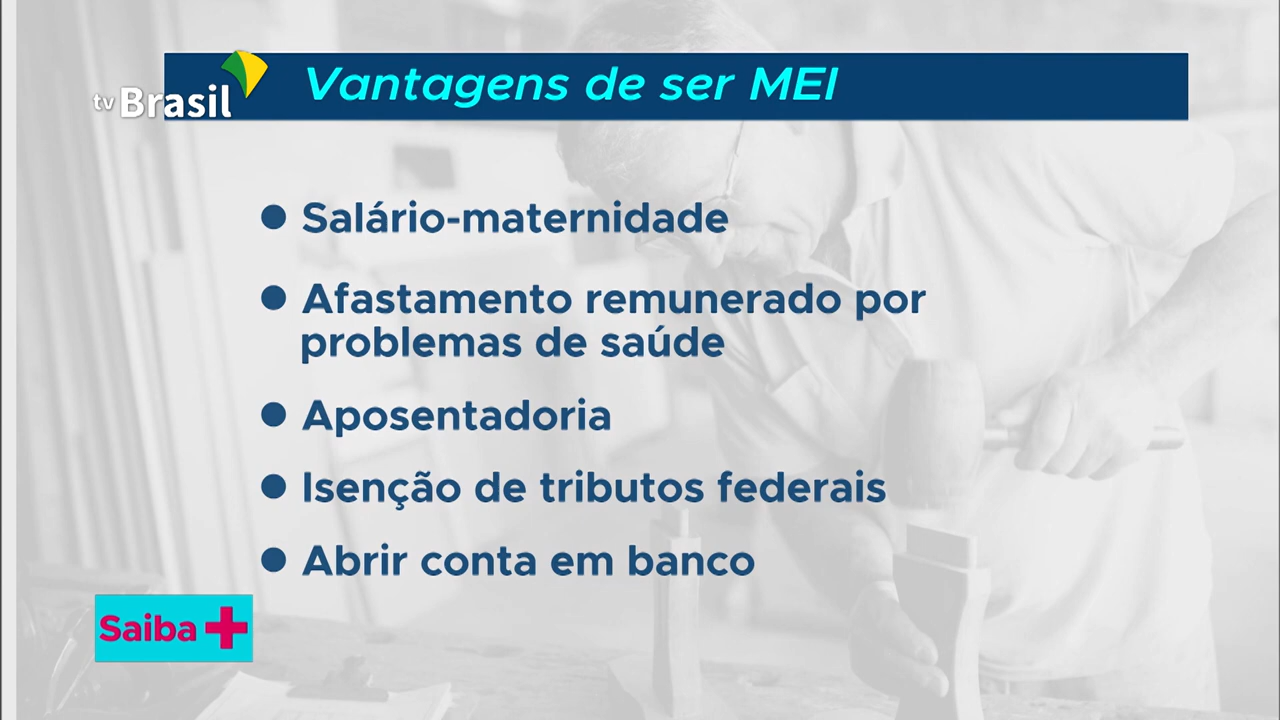 tv Brasil
Vantagens de ser MEI
● Salário-maternidade
● Afastamento remunerado por
problemas de saúde
● Aposentadoria
● Isenção de tributos federais
● Abrir conta em banco
Saiba +